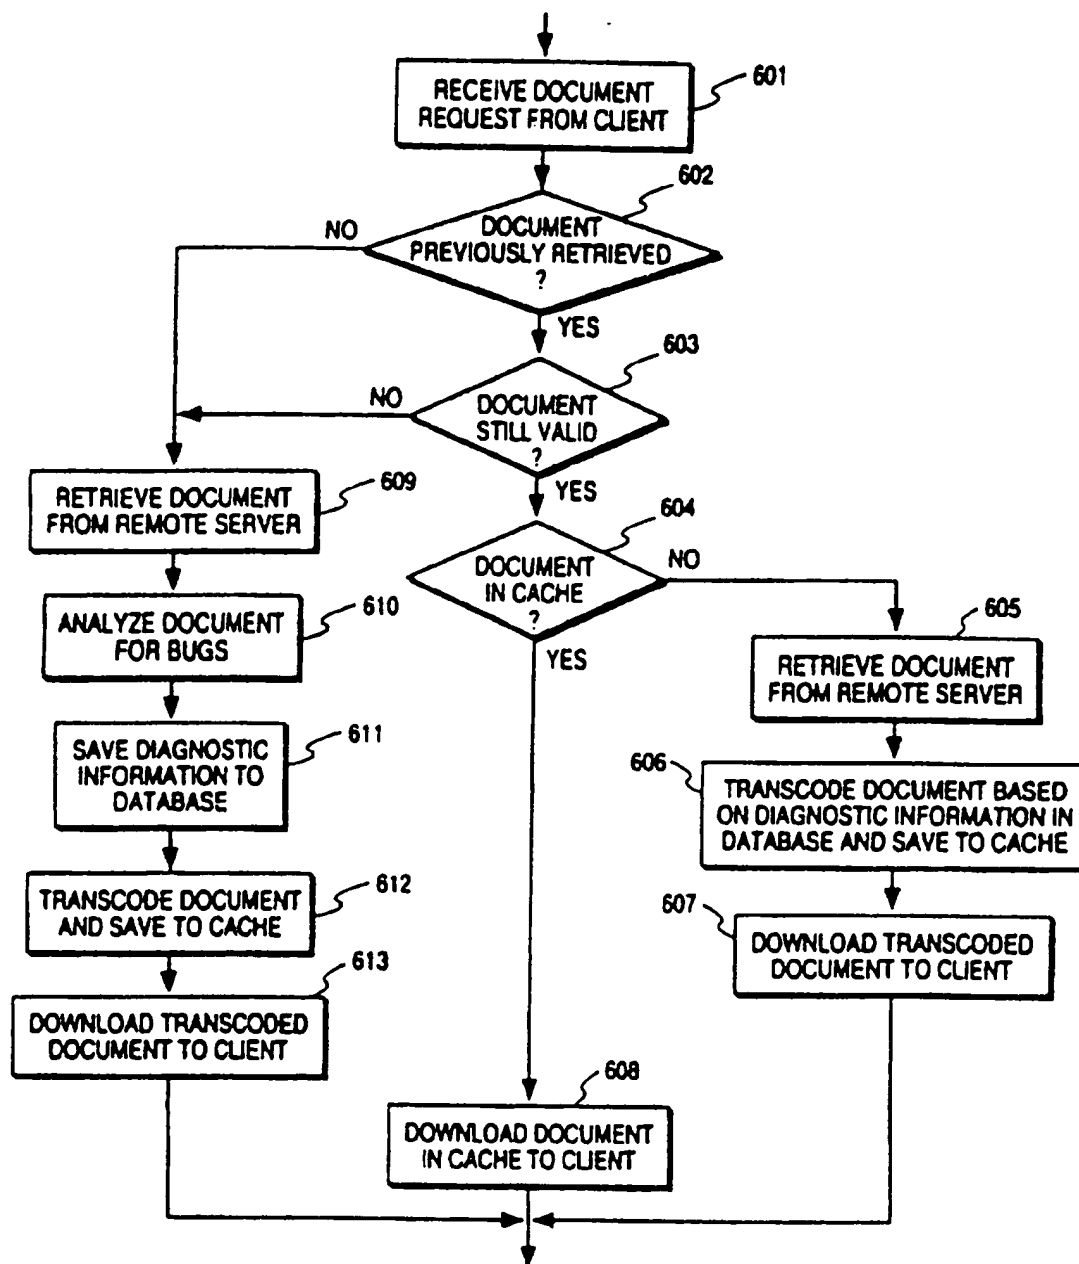 601
RECEIVE DOCUMENT
REQUEST FROM CLIENT
602
NO
DOCUMENT
PREVIOUSLY RETRIEVED
?
YES
603
NO
DOCUMENT
STILL VALID
?
YES
609
RETRIEVE DOCUMENT
FROM REMOTE SERVER
604
DOCUMENT
IN CACHE
?
NO
YES
610
ANALYZE DOCUMENT
FOR BUGS
605
RETRIEVE DOCUMENT
FROM REMOTE SERVER
611
SAVE DIAGNOSTIC
INFORMATION TO
DATABASE
606
TRANSCODE DOCUMENT BASED
ON DIAGNOSTIC INFORMATION IN
DATABASE AND SAVE TO CACHE
612
TRANSCODE DOCUMENT
AND SAVE TO CACHE
607
DOWNLOAD TRANSCODED
DOCUMENT TO CLIENT
613
DOWNLOAD TRANSCODED
DOCUMENT TO CLIENT
608
DOWNLOAD DOCUMENT
IN CACHE TO CLIENT